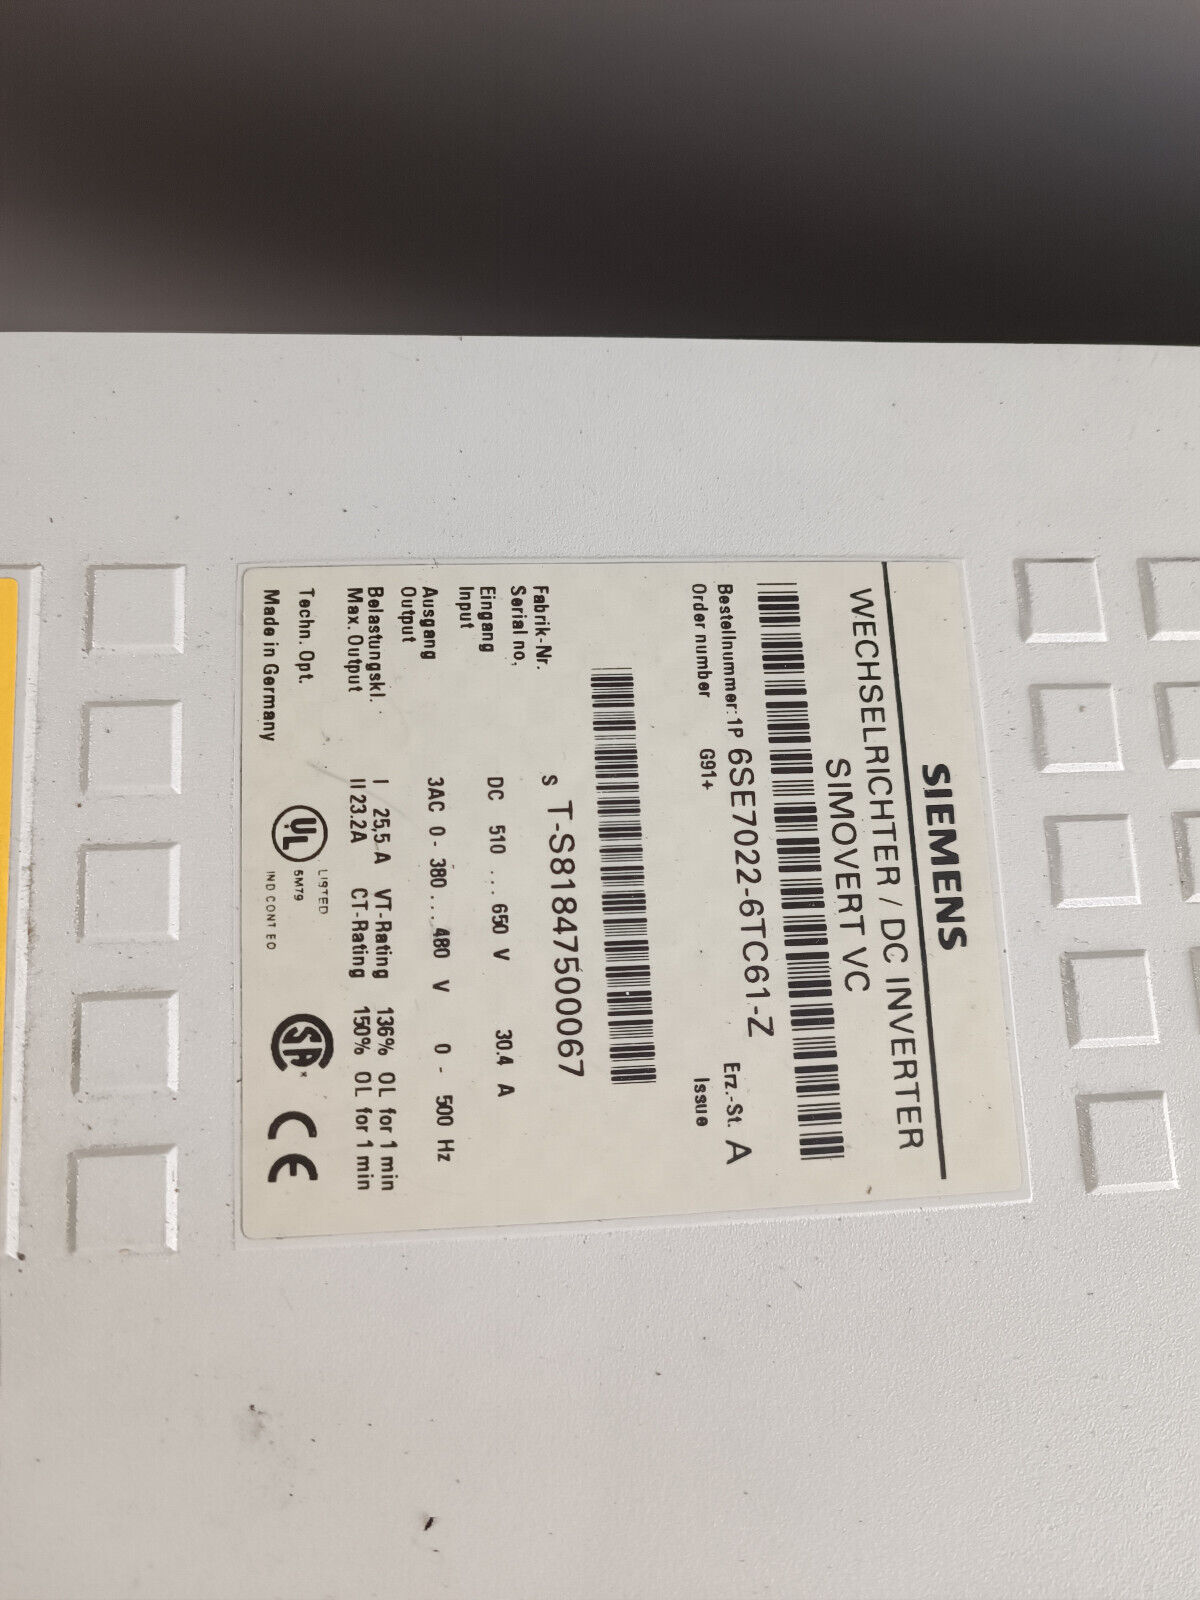 SIEMENS
WECHSELRICHTER / DC INVERTER
SIMOVERT VC
Bestellnummer: 1P 6SE7022-6TC61-Z Erz.-St. A
Order number G91+ Issue
Fabrik-Nr. S T-S81847500067
Serial no.
Eingang DC 510 ... 650 V 30.4 A
Input
Ausgang 3AC 0 - 380... 480 V 0 - 500 Hz
Output
Belastungskl. I 25,5 A VT-Rating 136% OL for 1 min
Max. Output II 23.2A CT-Rating 150% OL for 1 min
Techn. Opt.
Made in Germany
UL LISTED
5M79
IND CONT EQ
SA
CE